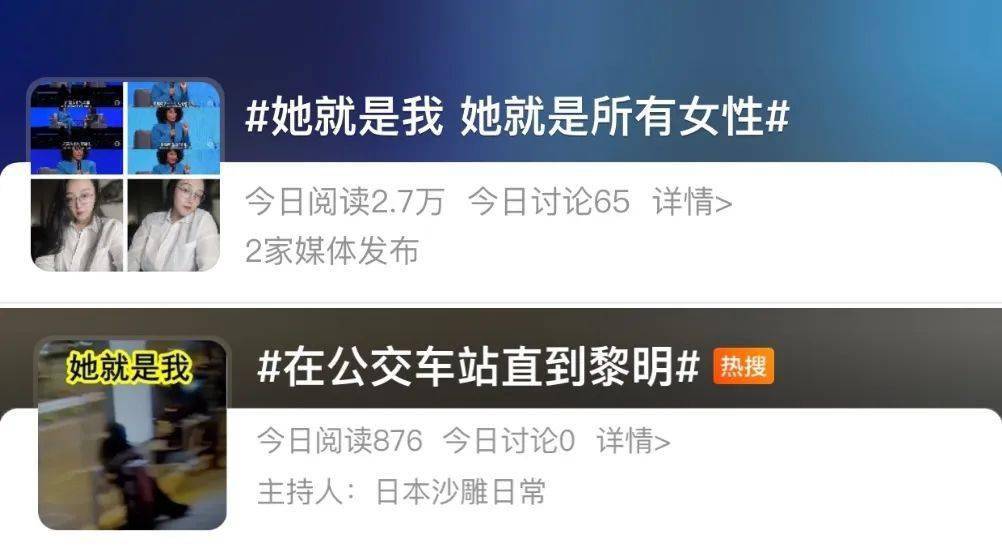 #她就是我 她就是所有女性#
今日阅读2.7万 今日讨论65 详情>
2家媒体发布
她就是我
#在公交车站直到黎明# 热搜
今日阅读876 今日讨论0 详情>
主持人：日本沙雕日常